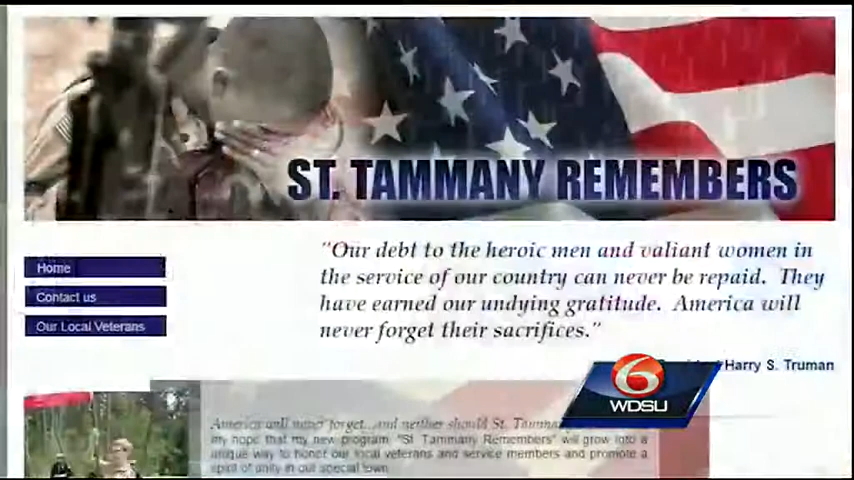 ST. TAMMANY REMEMBERS
"Our debt to the heroic men and valiant women in
the service of our country can never be repaid. They
have earned our undying gratitude. America will
never forget their sacrifices."
Harry S. Truman
Home
Contact us
Our Local Veterans
6
WDSU
America will never forget...and neither should St. Tammany
my hope that my new program "St. Tammany Remembers" will grow into a
unique way to honor our local veterans and service members and promote a
spirit of unity in our special town